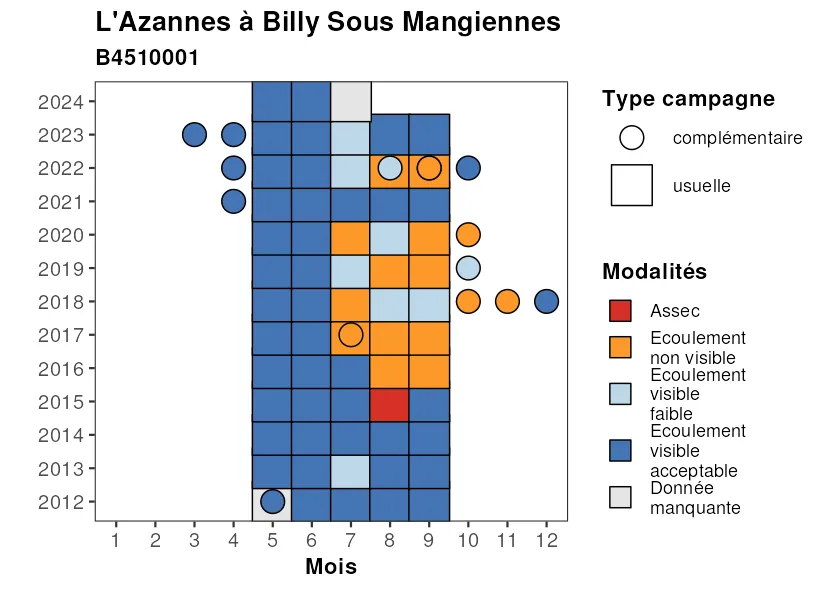 L'Azannes à Billy Sous Mangiennes
B4510001
2024
2023
2022
2021
2020
2019
2018
2017
2016
2015
2014
2013
2012
1 2 3 4 5 6 7 8 9 10 11 12
Mois
Type campagne
complémentaire
usuelle
Modalités
Assec
Ecoulement
non visible
Ecoulement
visible
faible
Ecoulement
visible
acceptable
Donnée
manquante